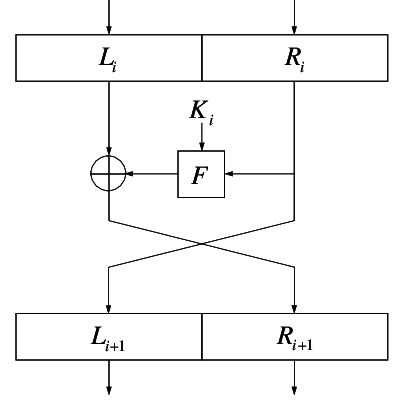 L_i R_i
K_i
F
L_{i+1} R_{i+1}